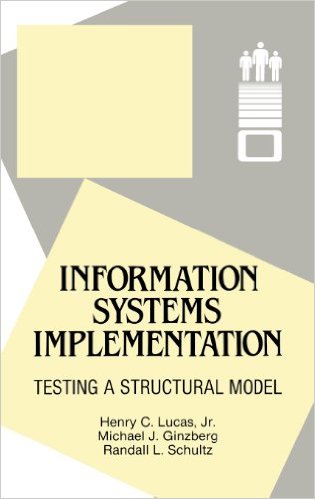 INFORMATION
SYSTEMS
IMPLEMENTATION
TESTING A STRUCTURAL MODEL
Henry C. Lucas, Jr.
Michael J. Ginzberg
Randall L. Schultz